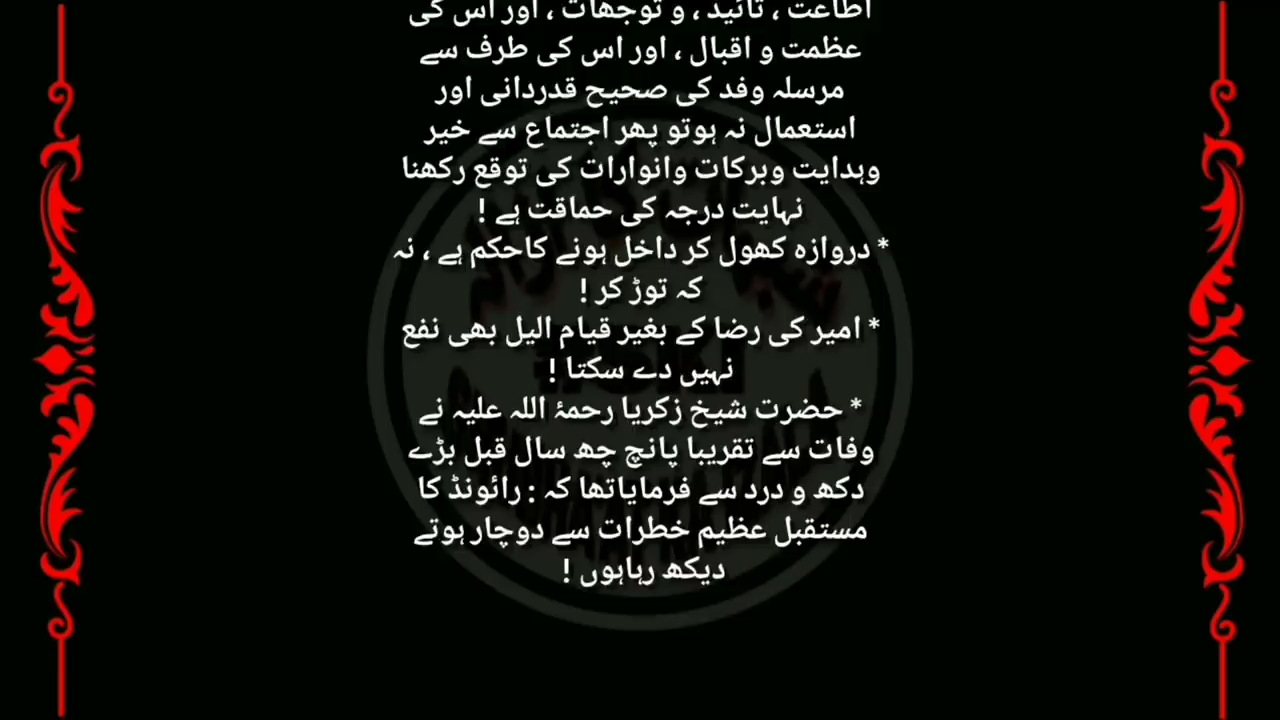 اطاعت ، تائید ، و توجھات ، اور اس کی
عظمت و اقبال ، اور اس کی طرف سے
مرسلہ وفد کی صحیح قدردانی اور
استعمال نہ ہوتو پھر اجتماع سے خیر
وہدایت وبرکات وانوارات کی توقع رکھنا
نہایت درجہ کی حماقت ہے !
* دروازہ کھول کر داخل ہونے کاحکم ہے ، نہ
کہ توڑ کر !
* امیر کی رضا کے بغیر قیام الیل بھی نفع
نہیں دے سکتا !
* حضرت شیخ زکریا رحمۂ اللہ علیہ نے
وفات سے تقریبا پانچ چھ سال قبل بڑے
دکھ و درد سے فرمایاتھا کہ : رائونڈ کا
مستقبل عظیم خطرات سے دوچار ہوتے
دیکھ رہاہوں !